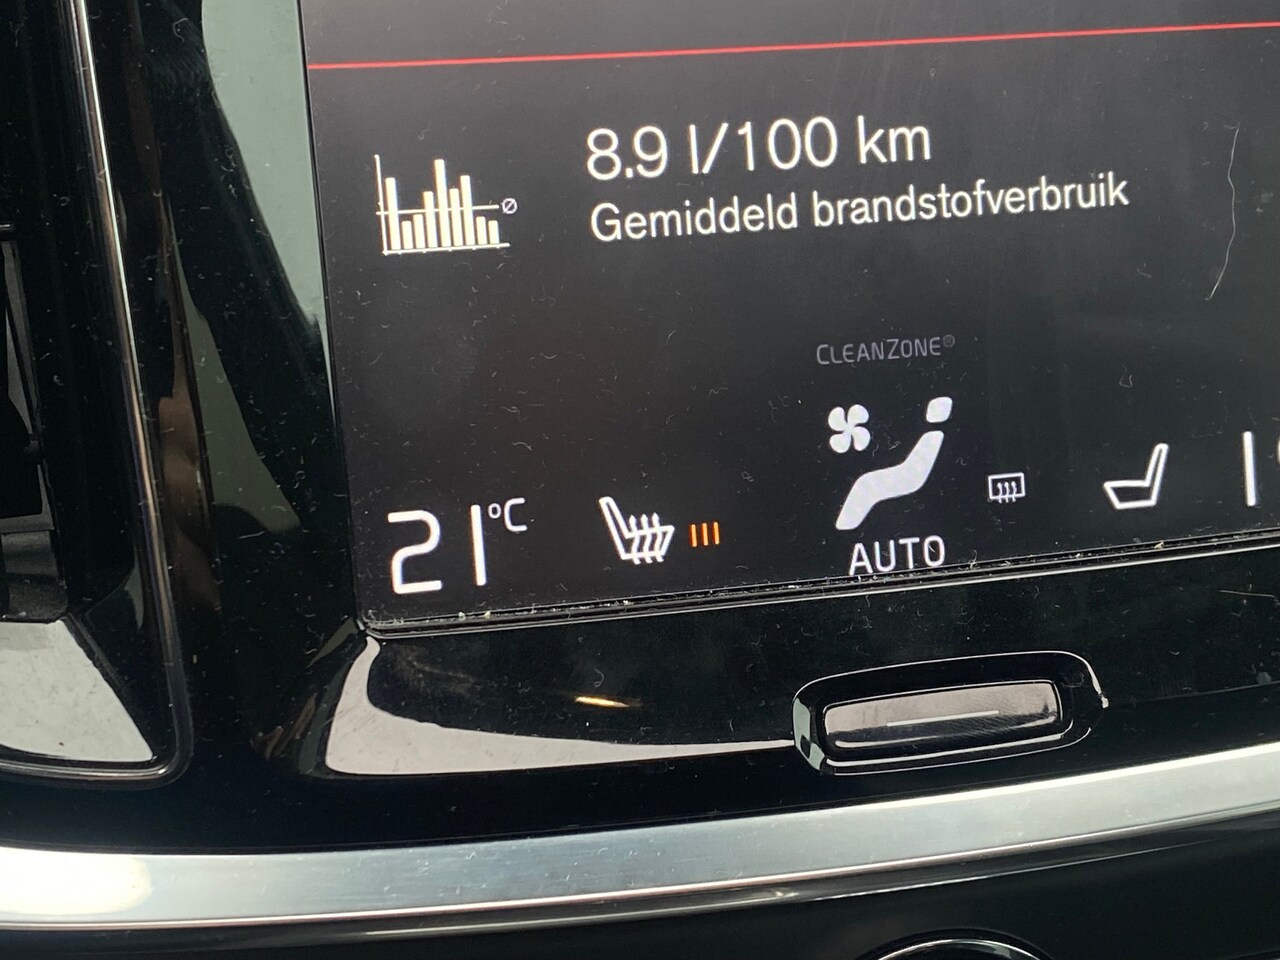 8.9 l/100 km
Gemiddeld brandstofverbruik
Ø
CLEANZONE®
21°C
AUTO